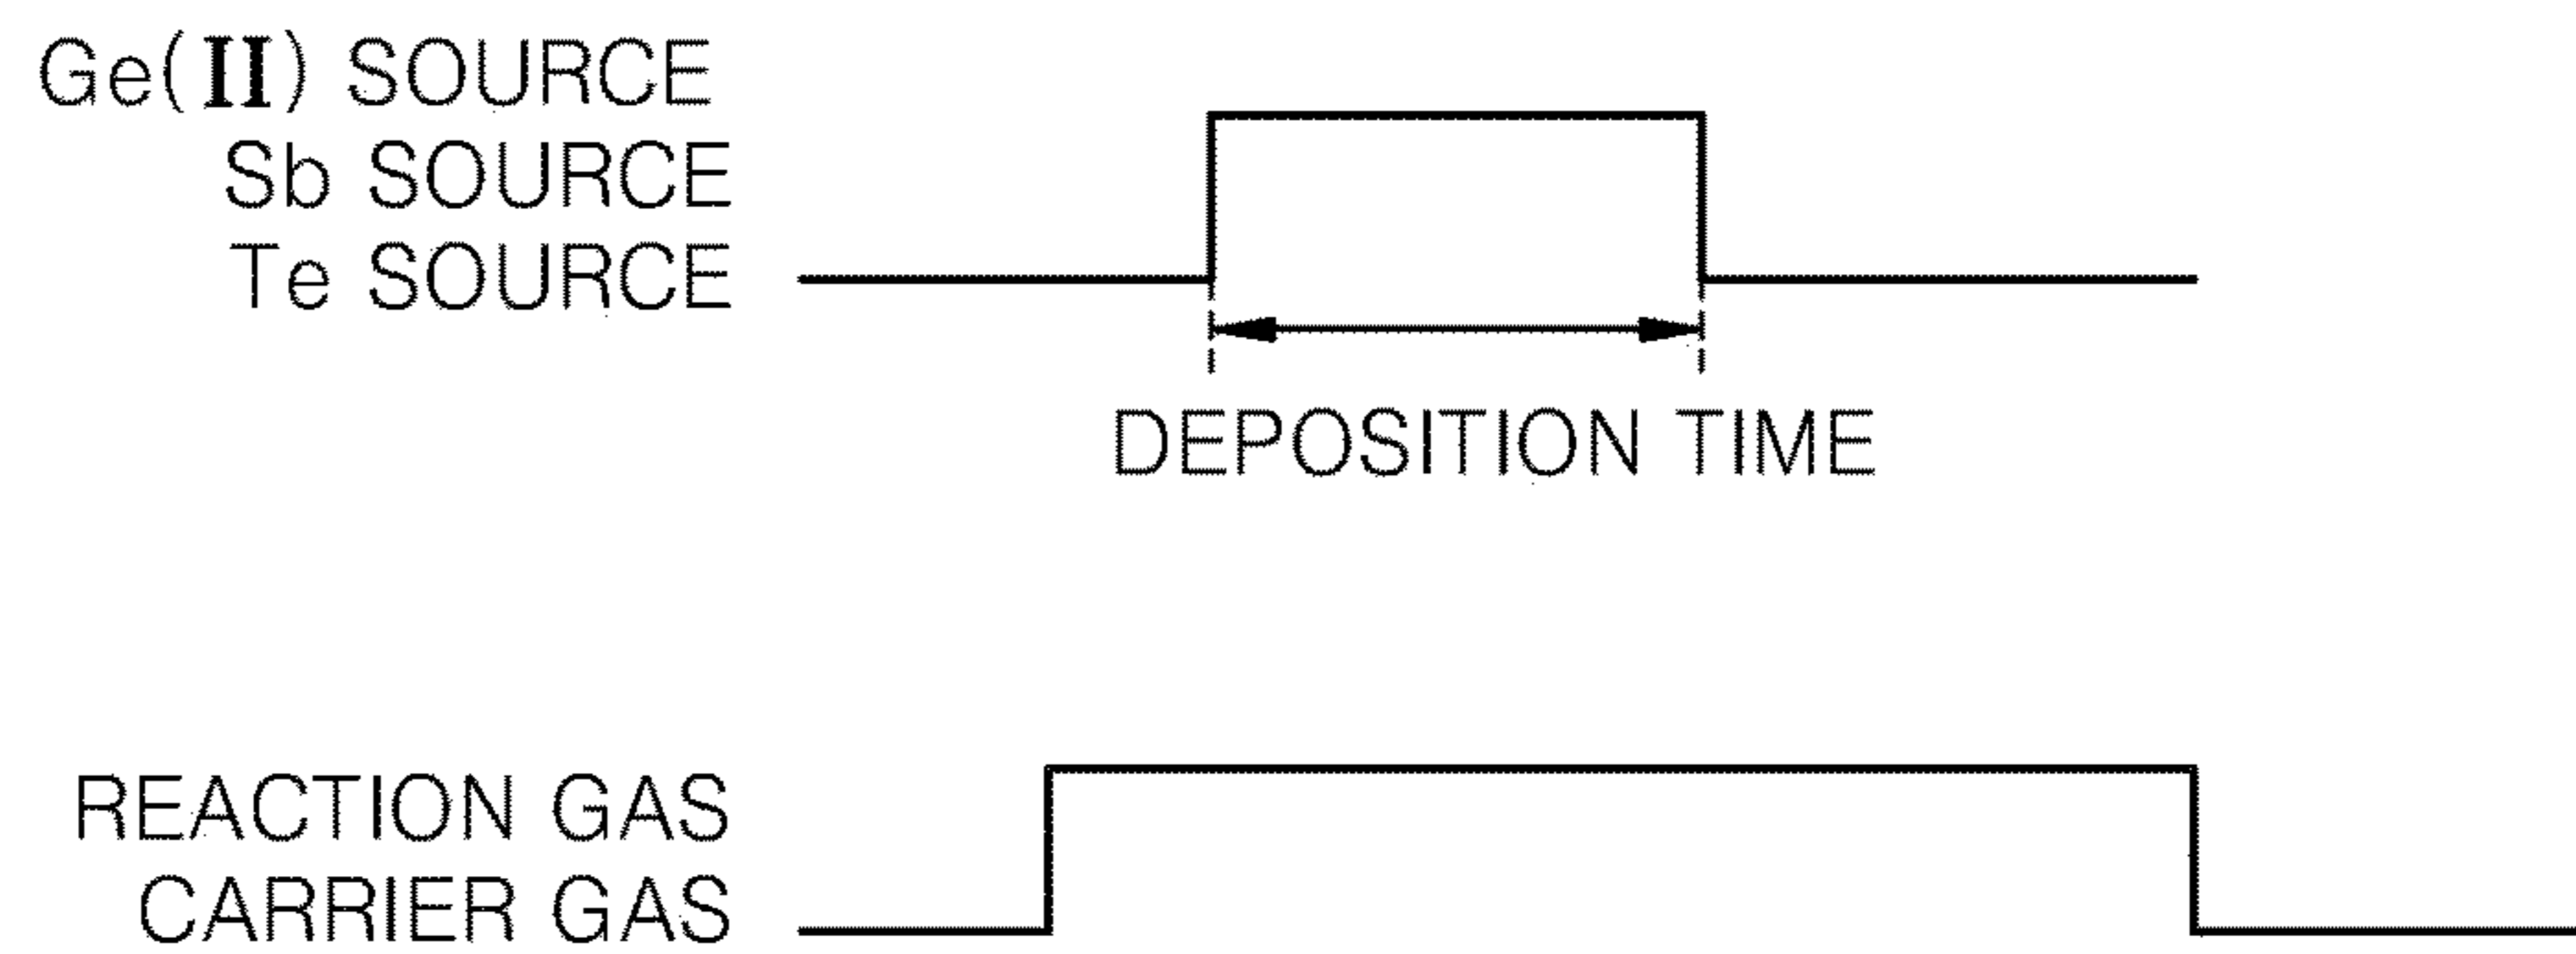 Ge(II) SOURCE
Sb SOURCE
Te SOURCE
DEPOSITION TIME
REACTION GAS
CARRIER GAS